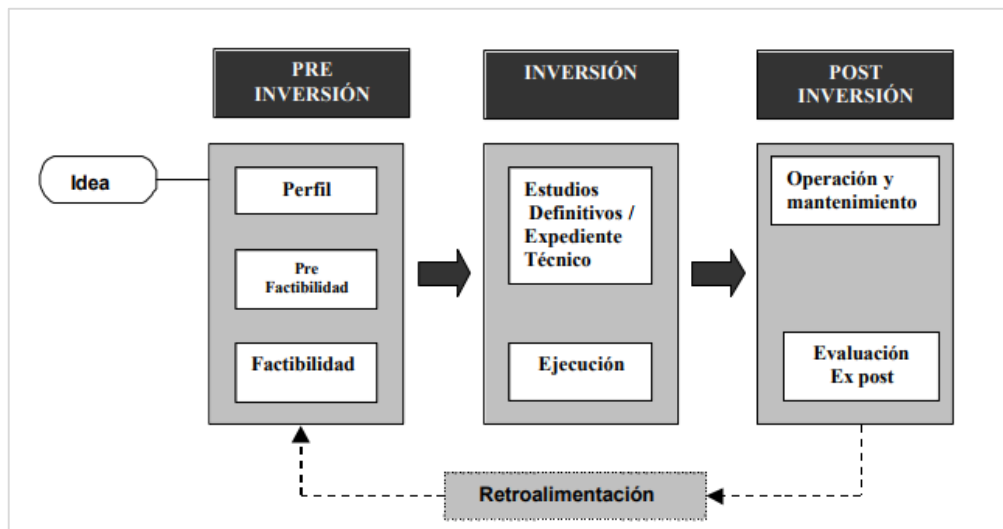 PRE
INVERSIÓN
INVERSIÓN
POST
INVERSIÓN
Idea
Perfil
Pre
Factibilidad
Factibilidad
Estudios
Definitivos /
Expediente
Técnico
Ejecución
Operación y
mantenimiento
Evaluación
Ex post
Retroalimentación